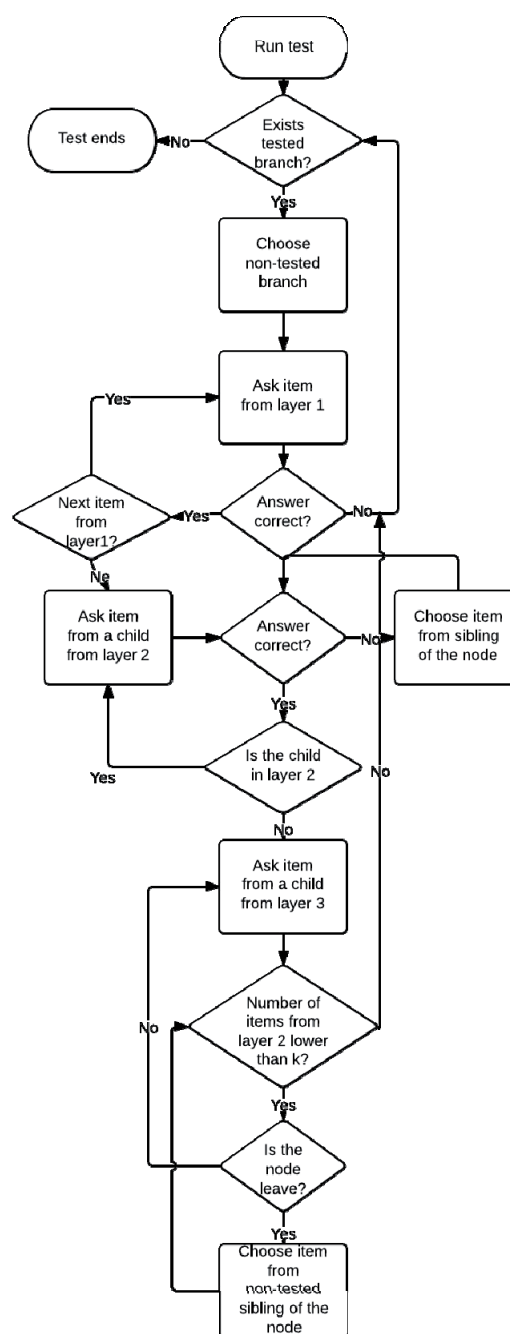 Run test
Exists
tested
branch?
No
Test ends
Yes
Choose
non-tested
branch
Ask item
from layer 1
Yes
Answer
correct?
Yes
No
Next item
from
layer1?
Ne
Ask item
from a child
from layer 2
Answer
correct?
No
Choose item
from sibling
of the node
Yes
Is the child
in layer 2
Yes
No
No
Ask item
from a child
from layer 3
Number of
items from
layer 2 lower
than k?
No
Yes
Is the
node
leave?
Yes
Choose item
from
non-tested
sibling of the
node